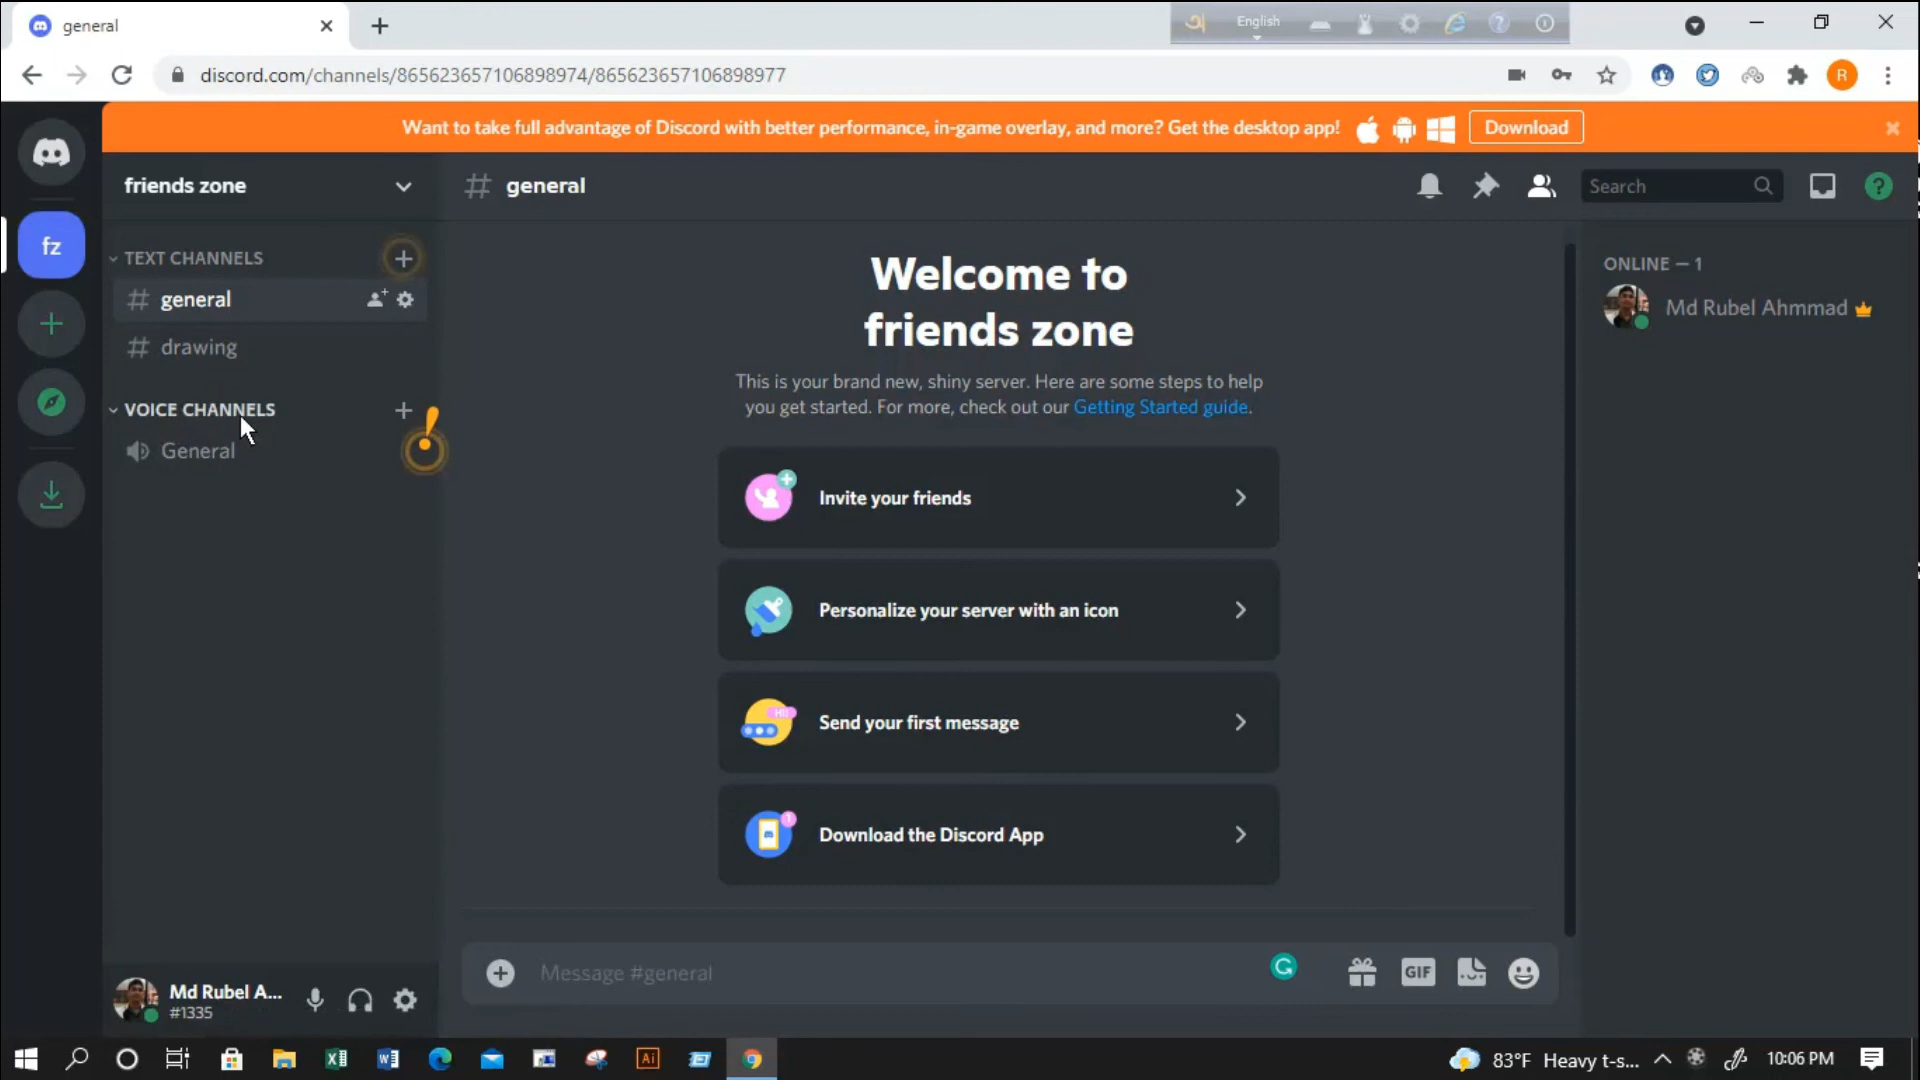 general
English
discord.com/channels/865623657106898974/865623657106898977
R
Want to take full advantage of Discord with better performance, in-game overlay, and more? Get the desktop app!
Download
friends zone
general
Search
fz
TEXT CHANNELS
general
drawing
VOICE CHANNELS
General
Welcome to
friends zone
This is your brand new, shiny server. Here are some steps to help
you get started. For more, check out our Getting Started guide.
Invite your friends
Personalize your server with an icon
Send your first message
Download the Discord App
ONLINE — 1
Md Rubel Ahmmad
Message #general
GIF
Md Rubel A...
#1335
Ai
83°F Heavy t-s...
10:06 PM